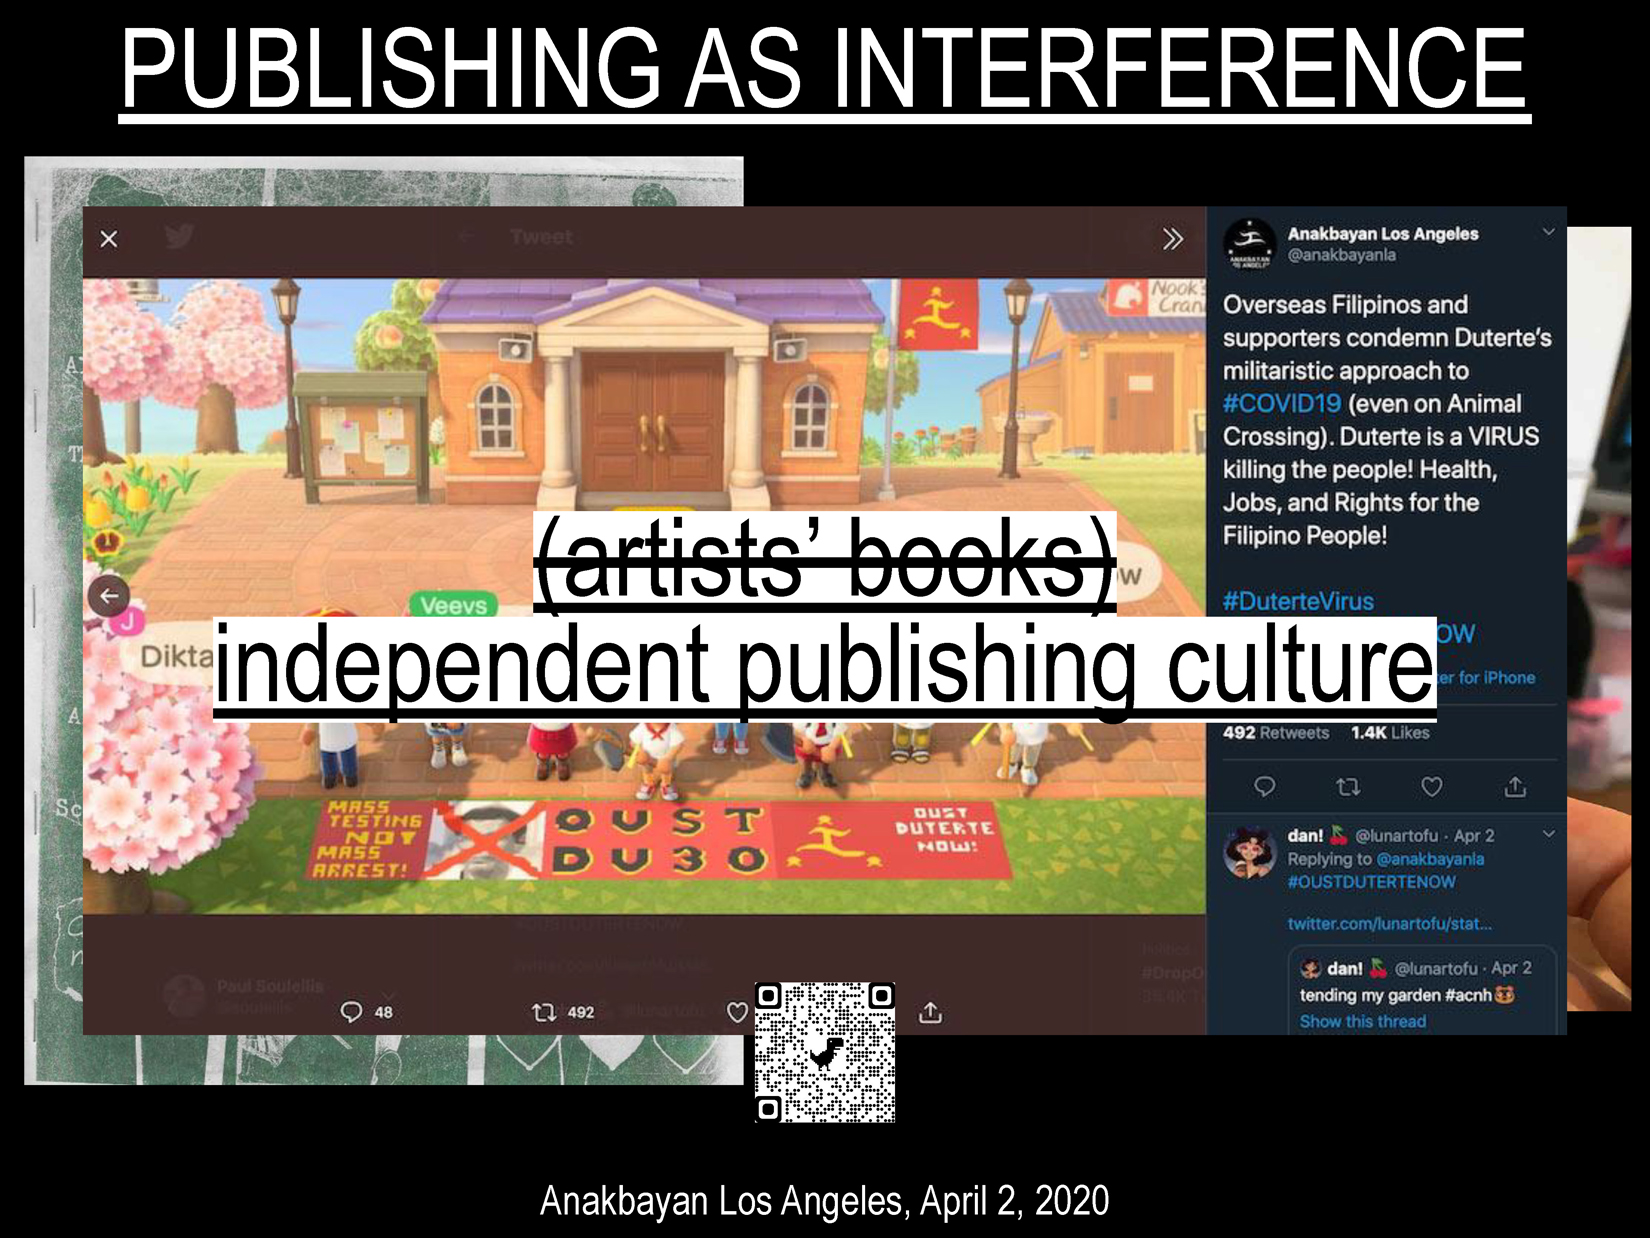 PUBLISHING AS INTERFERENCE
Tweet
Anakbayan Los Angeles
@anakbayanla
Nook's
Cran
Overseas Filipinos and
supporters condemn Duterte's
militaristic approach to
#COVID19 (even on Animal
Crossing). Duterte is a VIRUS
killing the people! Health,
Jobs, and Rights for the
Filipino People!
#DuterteVirus
OW
er for iPhone
(artists' books)
independent publishing culture
Veevs
J
Dikta
492 Retweets 1.4K Likes
MASS
TESTING
NOT
MASS
ARREST!
OUST
DU30
OUST
DUTERTE
NOW!
dan! @lunartofu · Apr 2
Replying to @anakbayanla
#OUSTDUTERTENOW
twitter.com/lunartofu/stat...
dan! @lunartofu · Apr 2
tending my garden #acnh
Show this thread
Paul Soulellis
48
492
Anakbayan Los Angeles, April 2, 2020